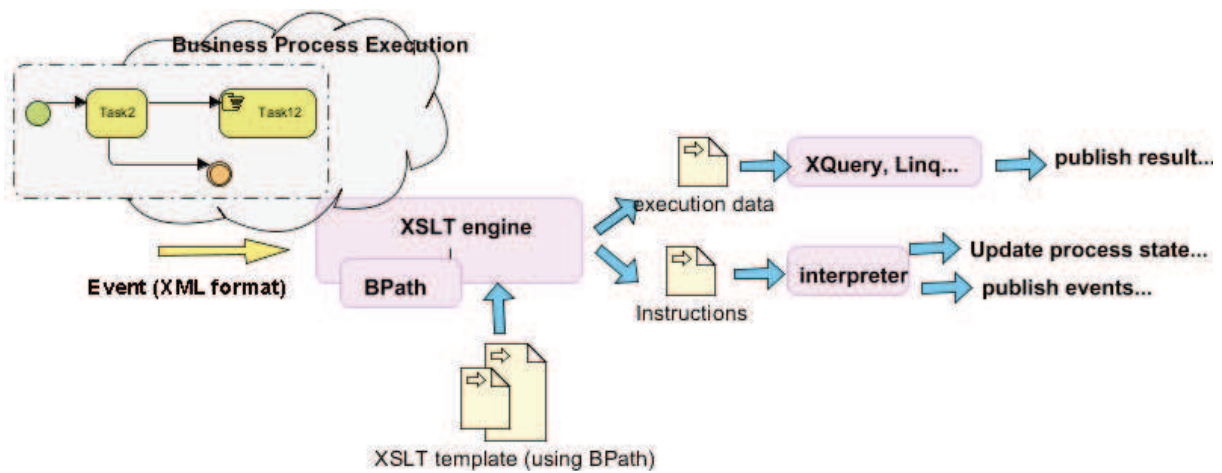 Business Process Execution
Task2
Task12
Event (XML format)
XSLT engine
BPath
XSLT template (using BPath)
execution data
XQuery, Linq...
publish result...
Instructions
interpreter
Update process state...
publish events...